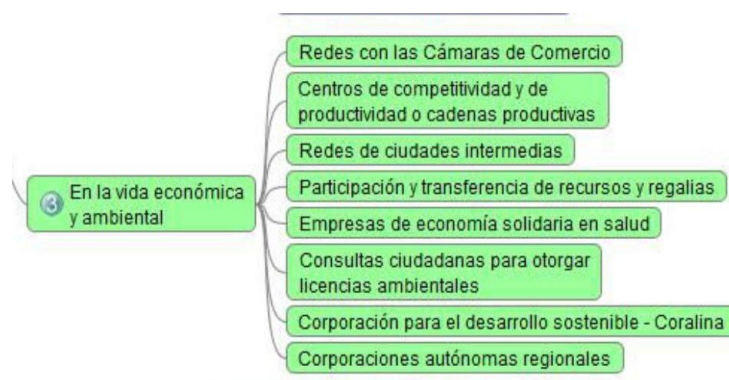 3
En la vida económica
y ambiental
Redes con las Cámaras de Comercio
Centros de competitividad y de
productividad o cadenas productivas
Redes de ciudades intermedias
Participación y transferencia de recursos y regalias
Empresas de economía solidaria en salud
Consultas ciudadanas para otorgar
licencias ambientales
Corporación para el desarrollo sostenible - Coralina
Corporaciones autónomas regionales